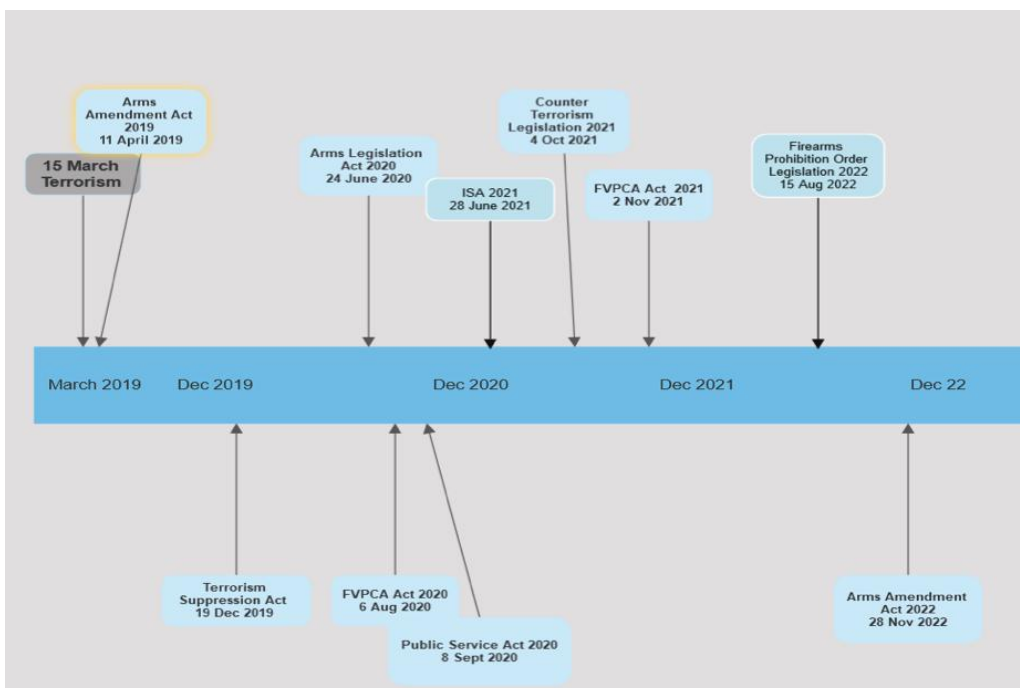 Arms
Amendment Act
2019
11 April 2019
15 March
Terrorism
Arms Legislation
Act 2020
24 June 2020
ISA 2021
28 June 2021
Counter
Terrorism
Legislation 2021
4 Oct 2021
FVPCA Act 2021
2 Nov 2021
Firearms
Prohibition Order
Legislation 2022
15 Aug 2022
March 2019
Dec 2019
Dec 2020
Dec 2021
Dec 22
Terrorism
Suppression Act
19 Dec 2019
FVPCA Act 2020
6 Aug 2020
Public Service Act 2020
8 Sept 2020
Arms Amendment
Act 2022
28 Nov 2022